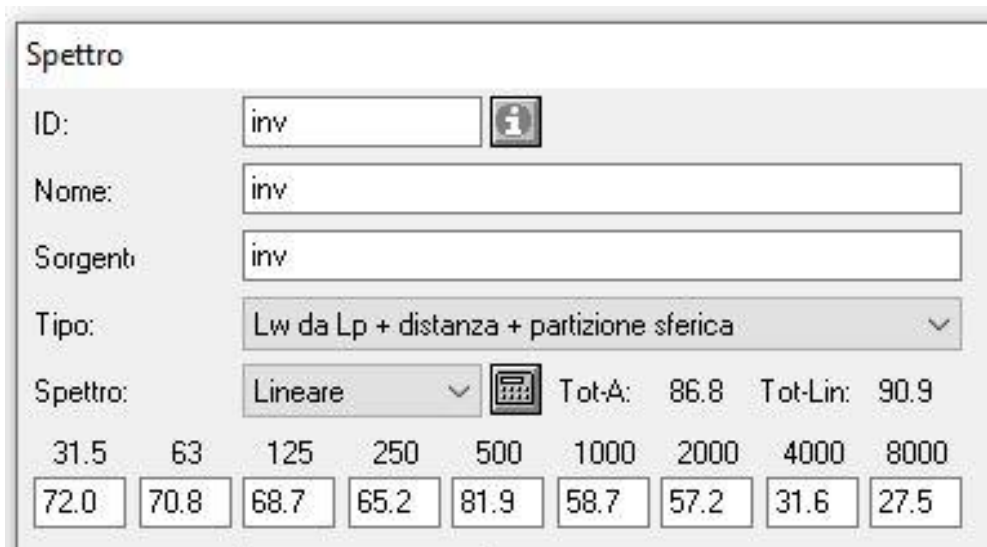 Spettro
ID: inv
Nome: inv
Sorgent inv
Tipo: Lw da Lp + distanza + partizione sferica
Spettro: Lineare Tot-A: 86.8 Tot-Lin: 90.9
31.5 63 125 250 500 1000 2000 4000 8000
72.0 70.8 68.7 65.2 81.9 58.7 57.2 31.6 27.5